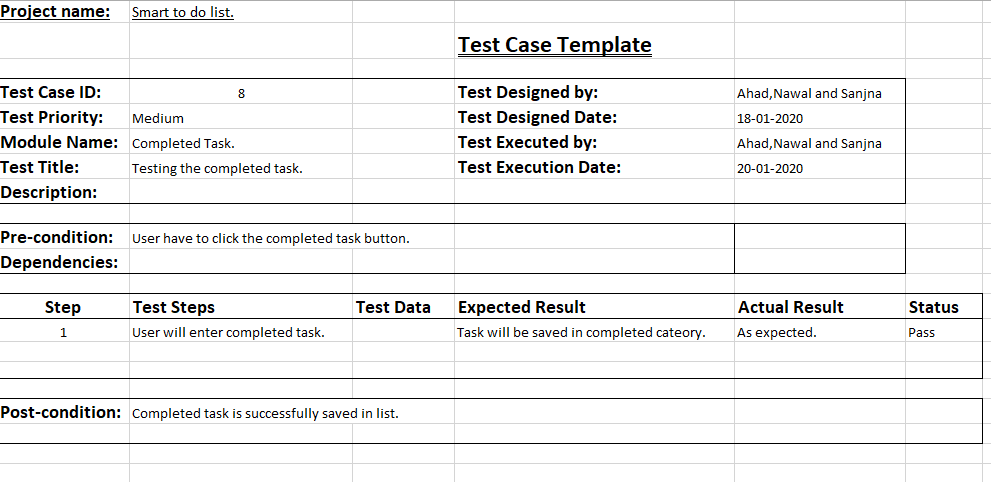 Project name: Smart to do list.
Test Case Template
Test Case ID: 8 Test Designed by: Ahad,Nawal and Sanjna
Test Priority: Medium Test Designed Date: 18-01-2020
Module Name: Completed Task. Test Executed by: Ahad,Nawal and Sanjna
Test Title: Testing the completed task. Test Execution Date: 20-01-2020
Description:
Pre-condition: User have to click the completed task button.
Dependencies:
Step Test Steps Test Data Expected Result Actual Result Status
1 User will enter completed task. Task will be saved in completed cateory. As expected. Pass
Post-condition: Completed task is successfully saved in list.